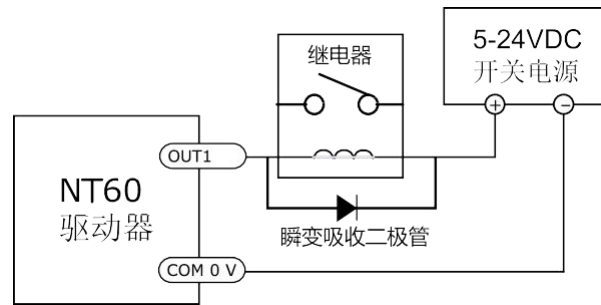 继电器
5-24VDC
开关电源
+
−
OUT1
NT60
驱动器
瞬变吸收二极管
COM 0 V